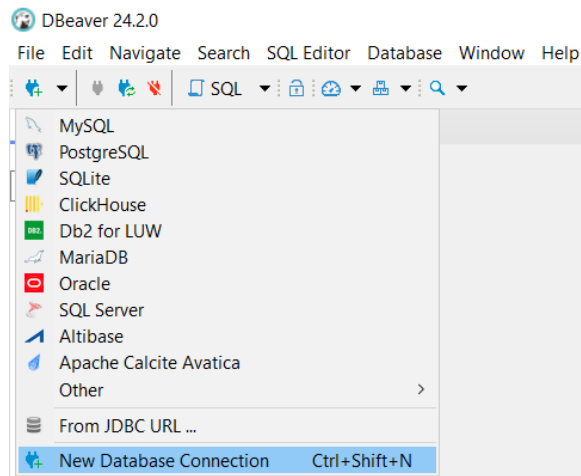 DBeaver 24.2.0
File Edit Navigate Search SQL Editor Database Window Help
SQL
MySQL
PostgreSQL
SQLite
ClickHouse
DB2. Db2 for LUW
MariaDB
Oracle
SQL Server
Altibase
Apache Calcite Avatica
Other
From JDBC URL ...
New Database Connection Ctrl+Shift+N